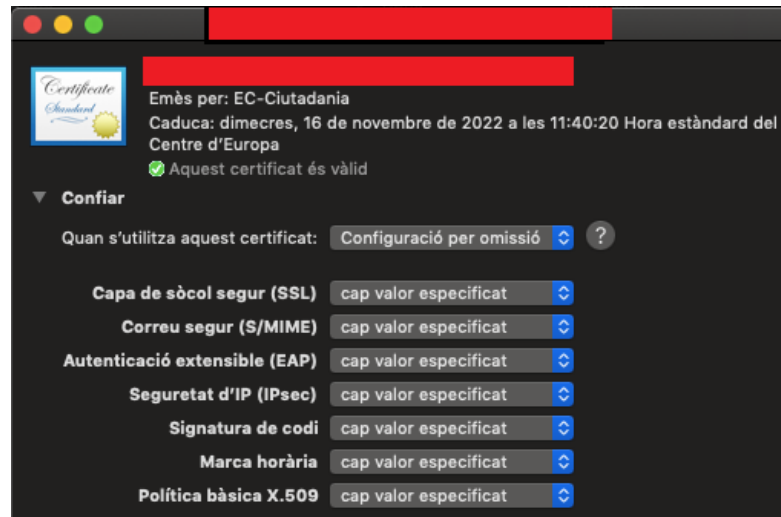 Certificate
Standard
Emès per: EC-Ciutadania
Caduca: dimecres, 16 de novembre de 2022 a les 11:40:20 Hora estàndard del
Centre d'Europa
Aquest certificat és vàlid
Confiar
Quan s'utilitza aquest certificat: Configuració per omissió ?
Capa de sòcol segur (SSL) cap valor especificat
Correu segur (S/MIME) cap valor especificat
Autenticació extensible (EAP) cap valor especificat
Seguretat d'IP (IPsec) cap valor especificat
Signatura de codi cap valor especificat
Marca horària cap valor especificat
Política bàsica X.509 cap valor especificat